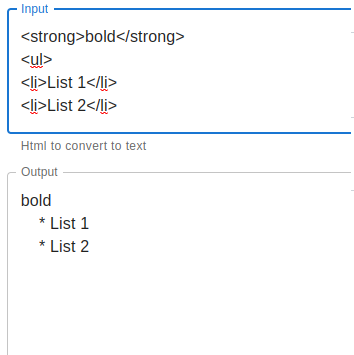 Input
<strong>bold</strong>
<ul>
<li>List 1</li>
<li>List 2</li>
Html to convert to text
Output
bold
* List 1
* List 2